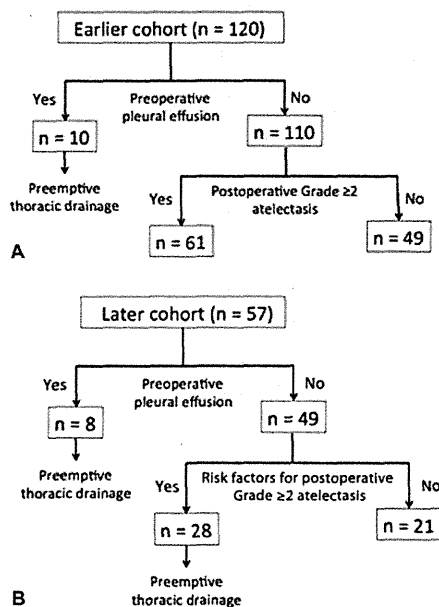 Earlier cohort (n = 120)
Yes
Preoperative
pleural effusion
No
n = 10
n = 110
Preemptive
thoracic drainage
Yes
Postoperative Grade ≥2
atelectasis
No
n = 61
n = 49
A
Later cohort (n = 57)
Yes
Preoperative
pleural effusion
No
n = 8
n = 49
Preemptive
thoracic drainage
Yes
Risk factors for postoperative
Grade ≥2 atelectasis
No
n = 28
n = 21
Preemptive
thoracic drainage
B